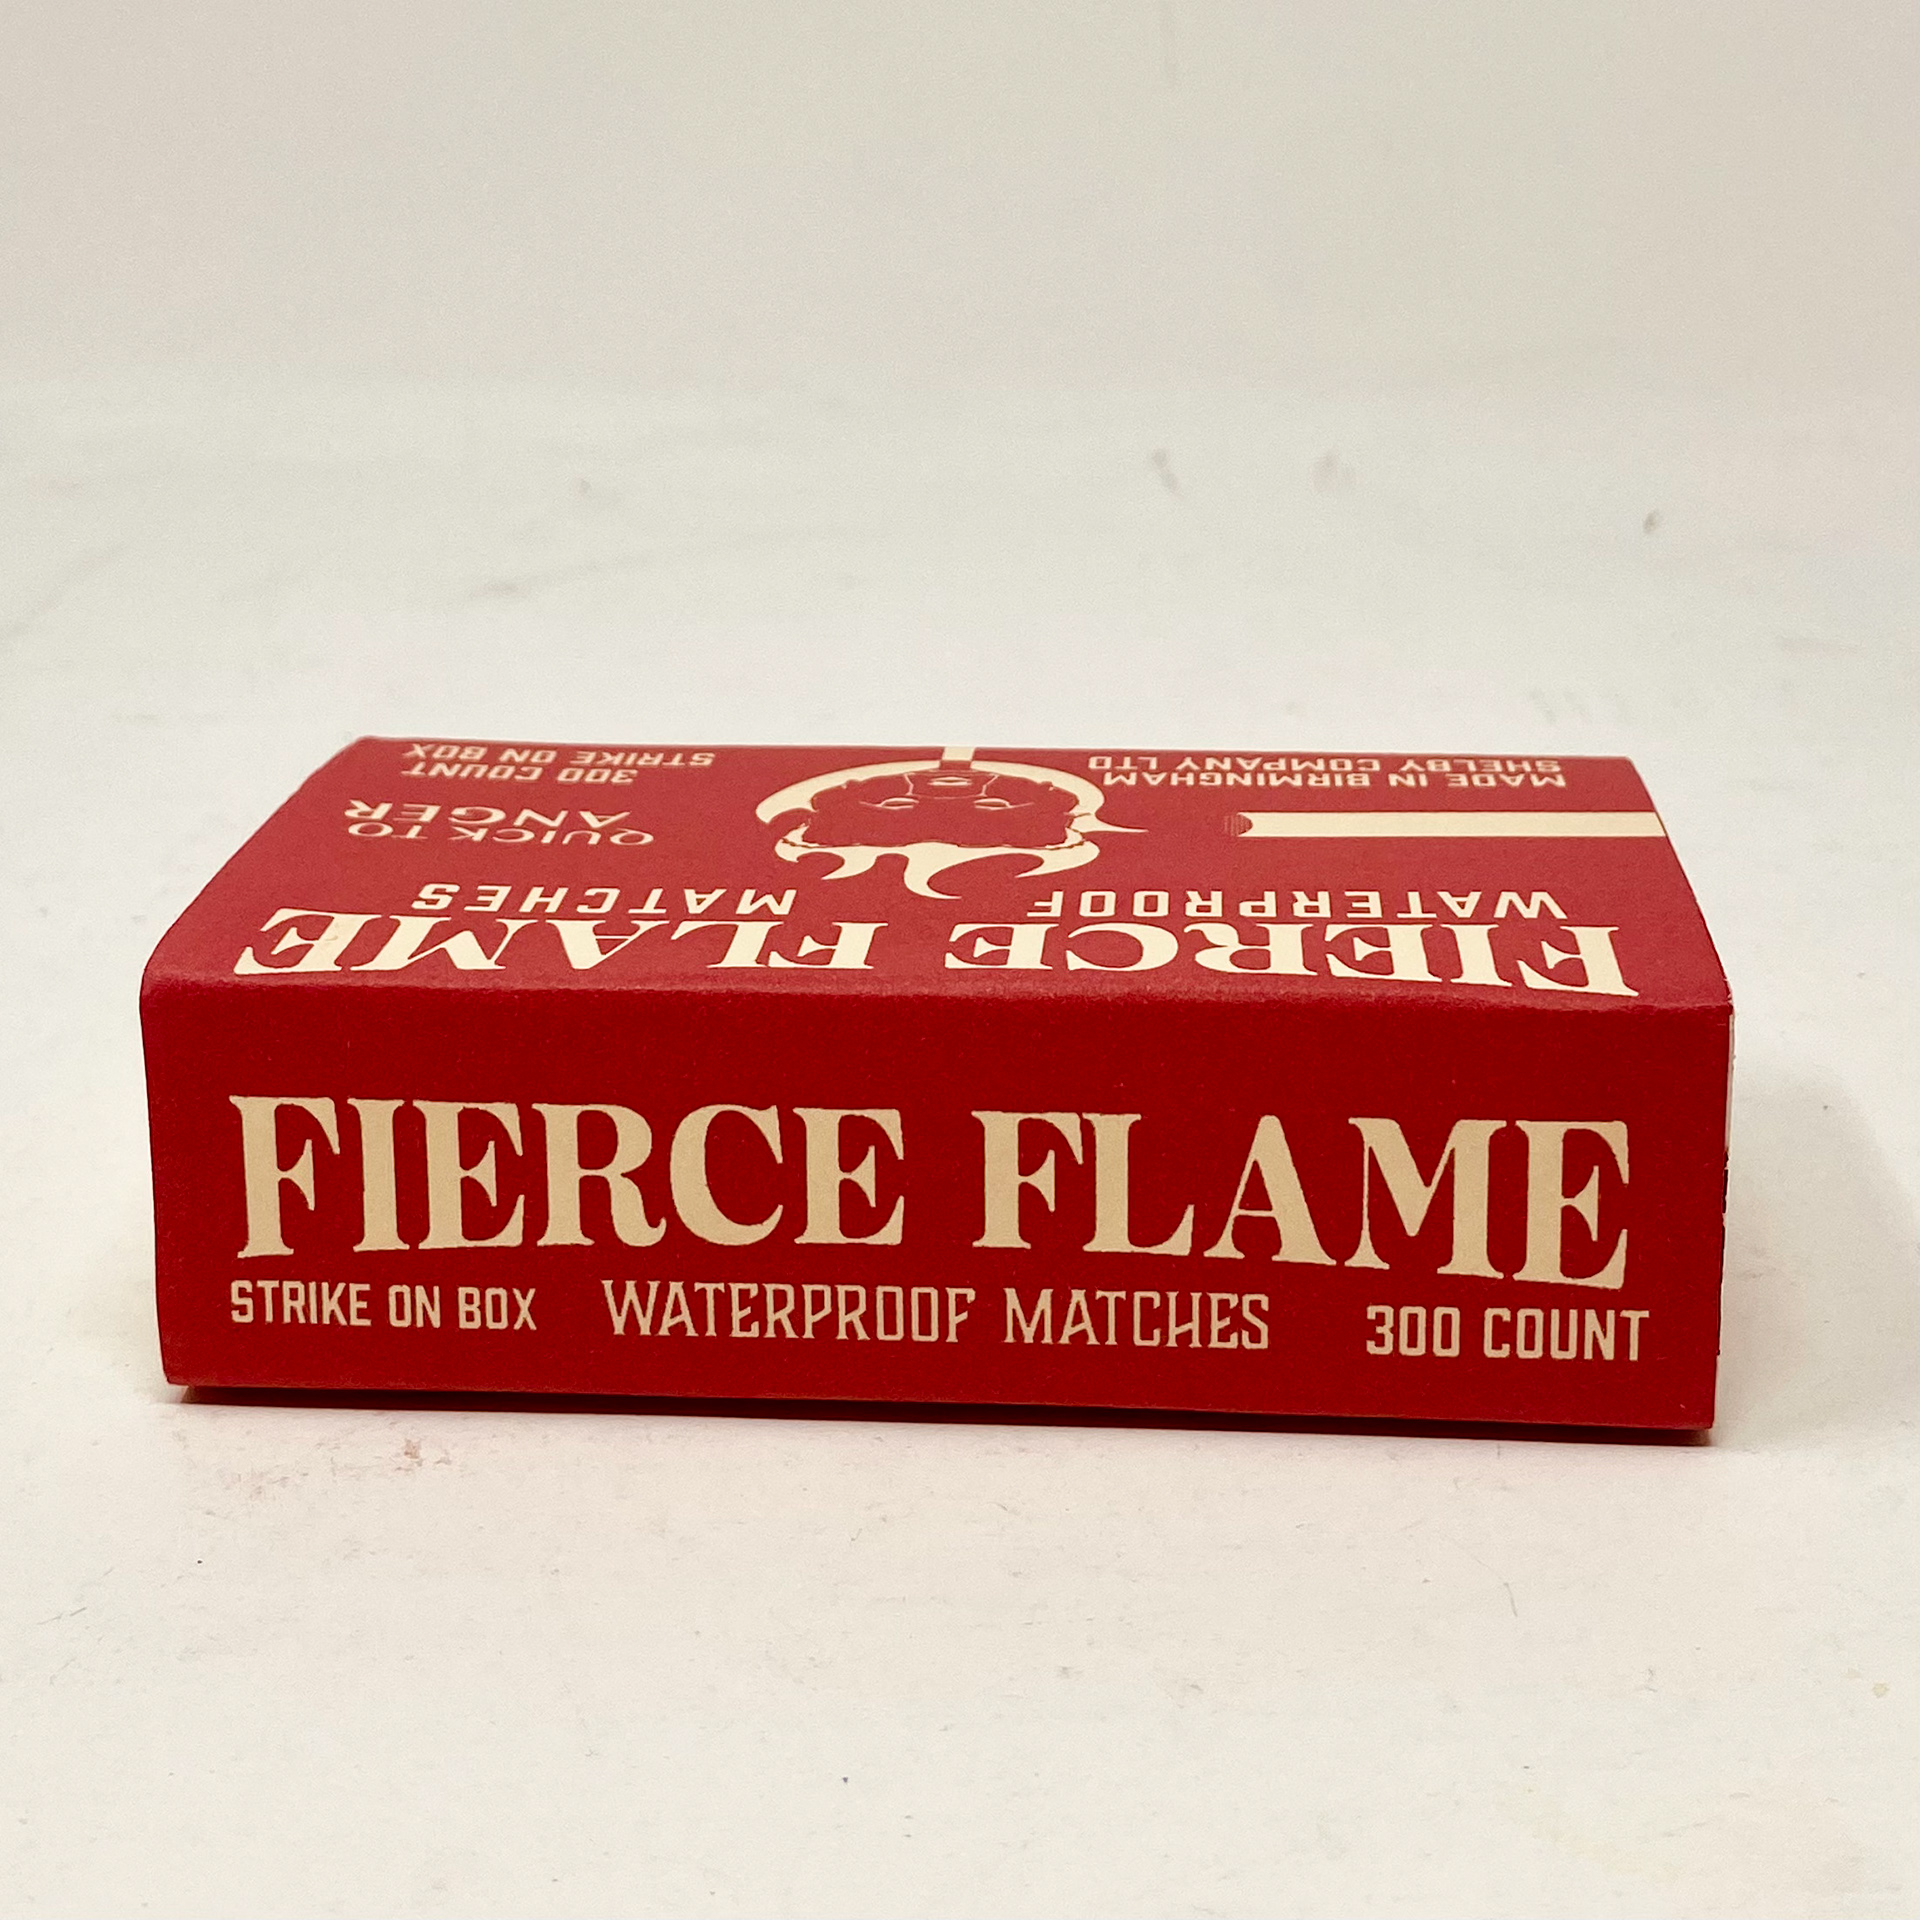 STRIKE ON BOX
300 COUNT
QUICK TO
ANGER
SHELBY COMPANY LTD
MADE IN BIRMINGHAM
WATERPROOF MATCHES
FIERCE FLAME
FIERCE FLAME
STRIKE ON BOX WATERPROOF MATCHES 300 COUNT